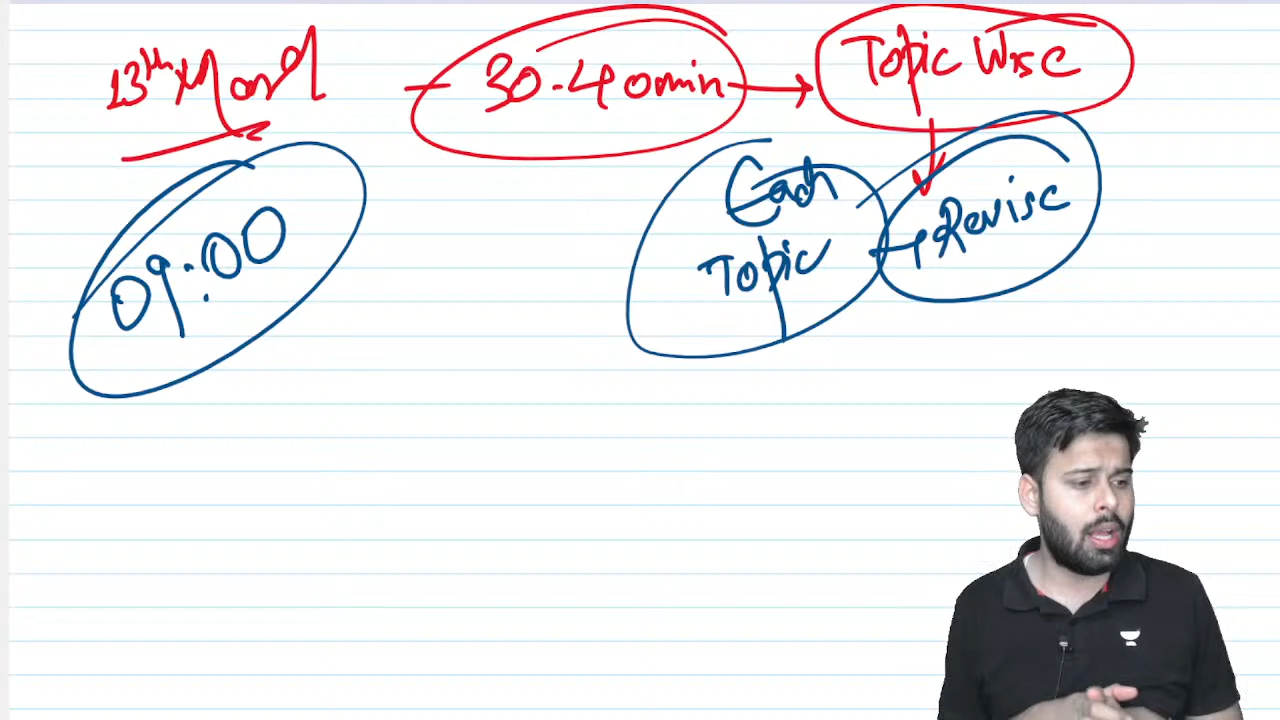 13th March - 30-40min → Topic Wise
09:00
Each
Topic → Revise